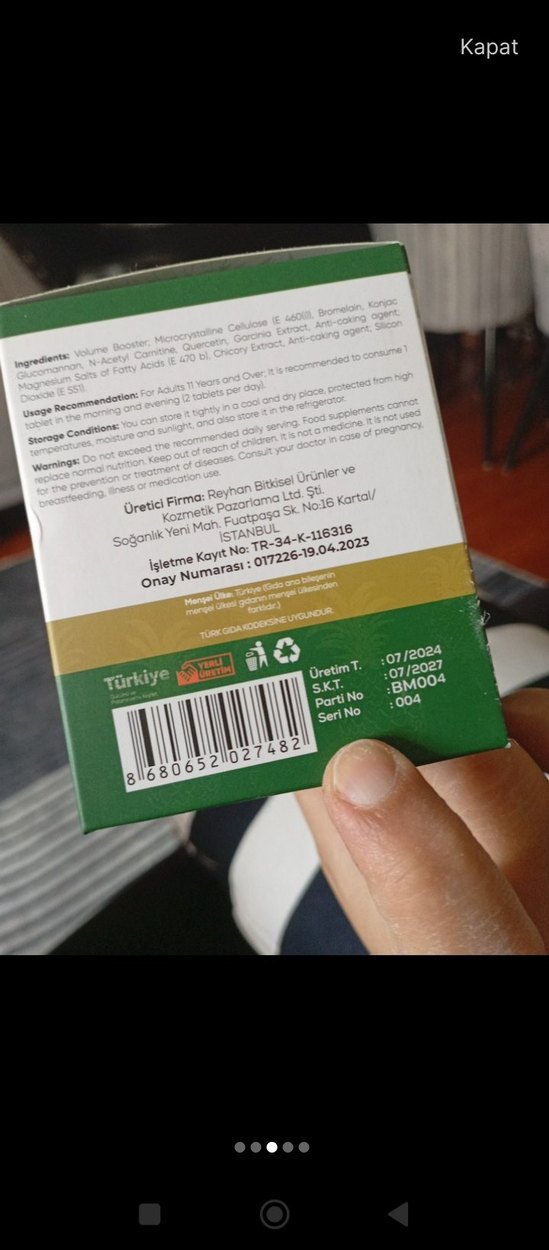 Kapat
Ingredients: Volume Booster; Microcrystalline Cellulose (E 460(i)), Bromelain, Konjac
Glucomannan, N-Acetyl Carnitine, Quercetin, Garcinia Extract, Anti-caking agent;
Magnesium Salts of Fatty Acids (E 470 b), Chicory Extract, Anti-caking agent; Silicon
Dioxide (E 551).
Usage Recommendation: For Adults 11 Years and Over; It is recommended to consume 1
tablet in the morning and evening (2 tablets per day).
Storage Conditions: You can store it tightly in a cool and dry place, protected from high
temperatures, moisture and sunlight, and also store it in the refrigerator.
Warnings: Do not exceed the recommended daily serving. Food supplements cannot
replace normal nutrition. Keep out of reach of children. It is not a medicine. It is not used
for the prevention or treatment of diseases. Consult your doctor in case of pregnancy,
breastfeeding, illness or medication use.
Üretici Firma: Reyhan Bitkisel Ürünler ve
Kozmetik Pazarlama Ltd. Şti.
Soğanlık Yeni Mah. Fuatpaşa Sk. No:16 Kartal/
İSTANBUL
İşletme Kayıt No: TR-34-K-116316
Onay Numarası : 017226-19.04.2023
Menşei Ülke: Türkiye (Gıda ana bileşenin
menşei ülkesi gıdanın menşei ülkesinden
farklıdır.)
TÜRK GIDA KODEKSİNE UYGUNDUR.
Türkiye
YERLİ
ÜRETİM
Üretim T. : 07/2024
S.K.T. : 07/2027
Parti No : BM004
Seri No : 004
8 680652 027482